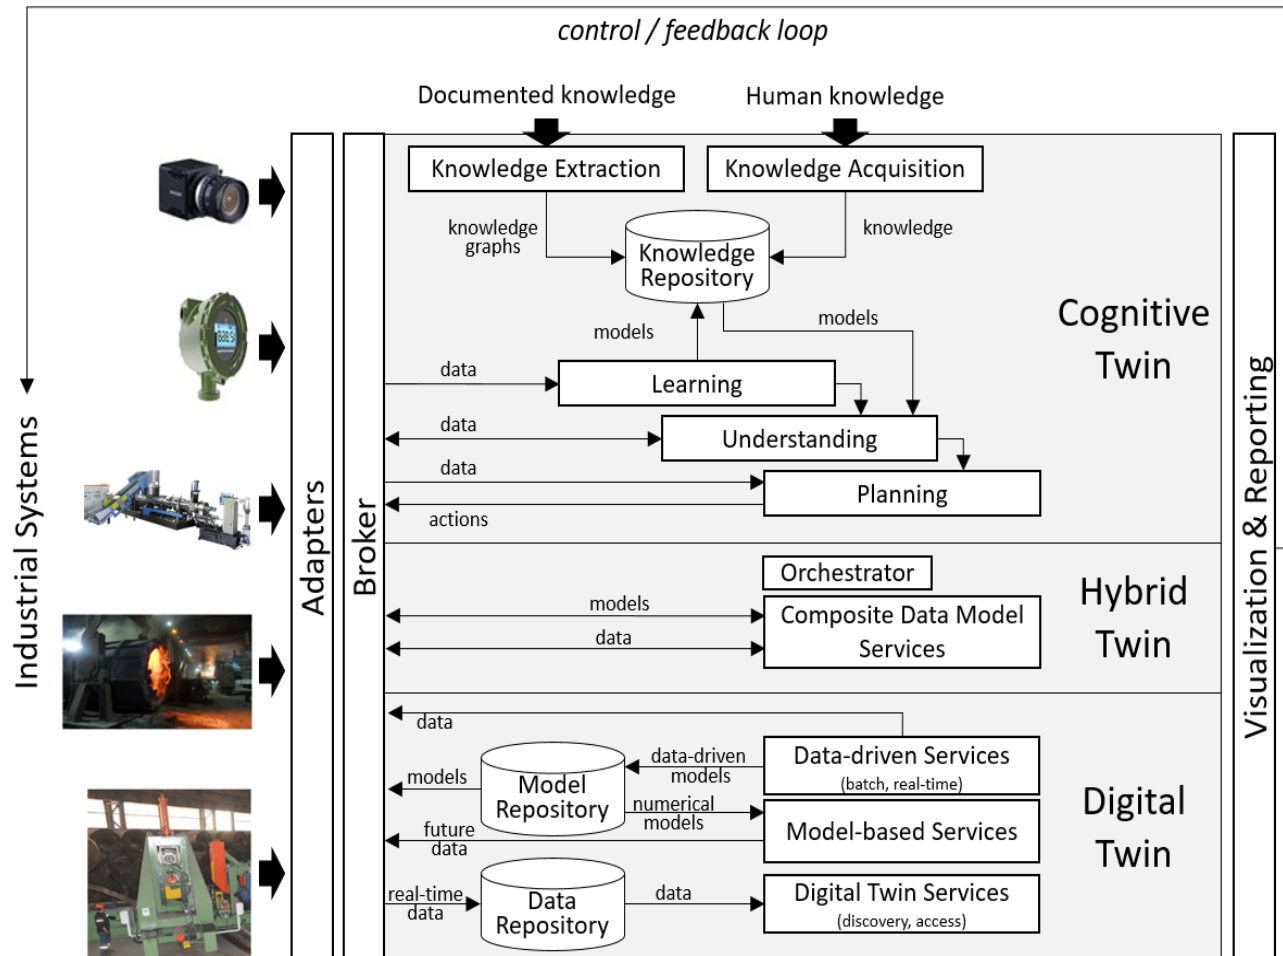 control / feedback loop
Documented knowledge
Human knowledge
Knowledge Extraction
Knowledge Acquisition
knowledge
graphs
knowledge
Knowledge
Repository
models
models
Cognitive
Twin
data
Learning
data
Understanding
data
Planning
actions
Industrial Systems
Adapters
Broker
Visualization & Reporting
Orchestrator
models
Composite Data Model
Services
data
Hybrid
Twin
data
Data-driven Services
(batch, real-time)
data-driven
models
models
Model
Repository
numerical
models
Model-based Services
future
data
Digital
Twin
real-time
data
Data
Repository
data
Digital Twin Services
(discovery, access)